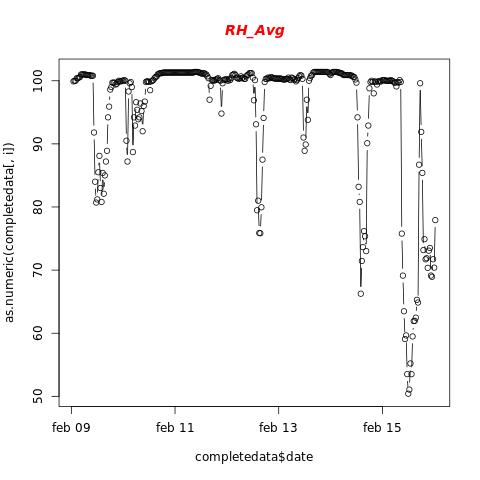 RH_Avg
as.numeric(completedata[, i])
100
90
80
70
60
50
feb 09
feb 11
feb 13
feb 15
completedata$date